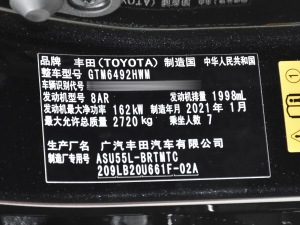 品牌 丰田(TOYOTA) 制造国 中华人民共和国
整车型号 GTM6492HWM
车辆识别代号
发动机型号 8AR 发动机排量 1998mL
发动机最大净功率 162kW 制造年月 2021年1月
最大允许总质量 2720kg 乘坐人数 7
生产厂名 广汽丰田汽车有限公司
制造厂专用号 ASU55L-BRTMTC
209LB20U661F-02A